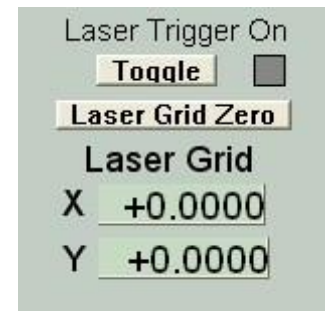 Laser Trigger On
Toggle
Laser Grid Zero
Laser Grid
X +0.0000
Y +0.0000